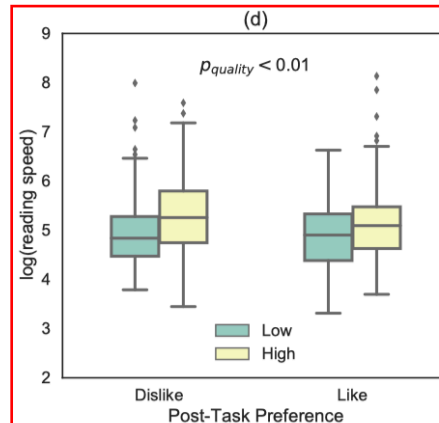 (d)
9
8
7
6
5
4
3
2
log(reading speed)
p_quality < 0.01
Low
High
Dislike Like
Post-Task Preference